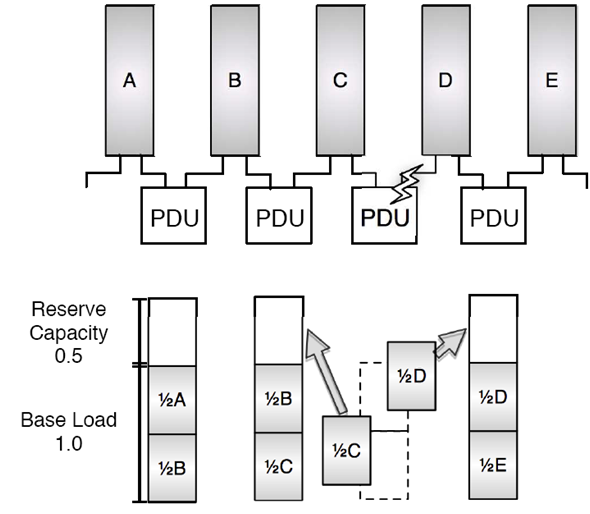 A B C D E
PDU PDU PDU PDU
Reserve
Capacity
0.5
Base Load
1.0
½A
½B
½B
½C
½C
½D
½D
½E